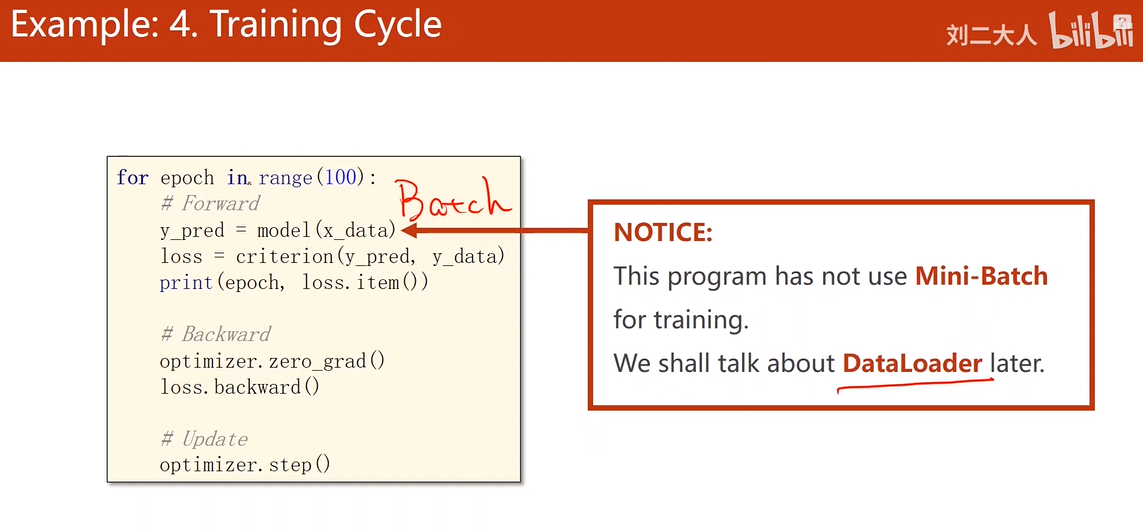 Example: 4. Training Cycle
刘二大人 bilibili
for epoch in range(100):
# Forward
Batch
y_pred = model(x_data)
loss = criterion(y_pred, y_data)
print(epoch, loss.item())
# Backward
optimizer.zero_grad()
loss.backward()
# Update
optimizer.step()
NOTICE:
This program has not use Mini-Batch
for training.
We shall talk about DataLoader later.